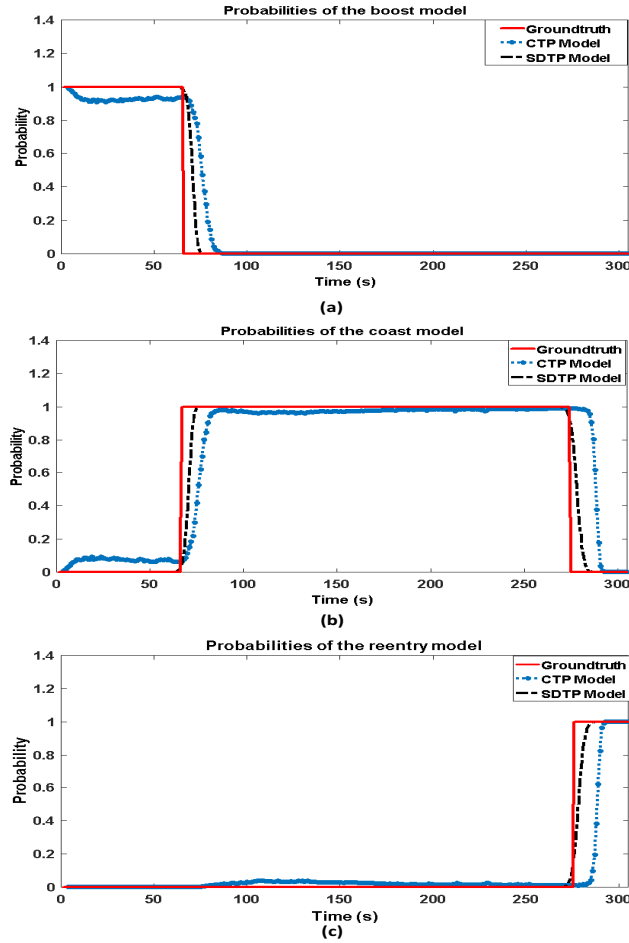 Probabilities of the boost model
1.4
1.2
1
0.8
0.6
0.4
0.2
0
Probability
Groundtruth
CTP Model
SDTP Model
0 50 100 150 200 250 300
Time (s)
(a)
Probabilities of the coast model
1.4
1.2
1
0.8
0.6
0.4
0.2
0
Probability
Groundtruth
CTP Model
SDTP Model
0 50 100 150 200 250 300
Time (s)
(b)
Probabilities of the reentry model
1.4
1.2
1
0.8
0.6
0.4
0.2
0
Probability
Groundtruth
CTP Model
SDTP Model
0 50 100 150 200 250 300
Time (s)
(c)